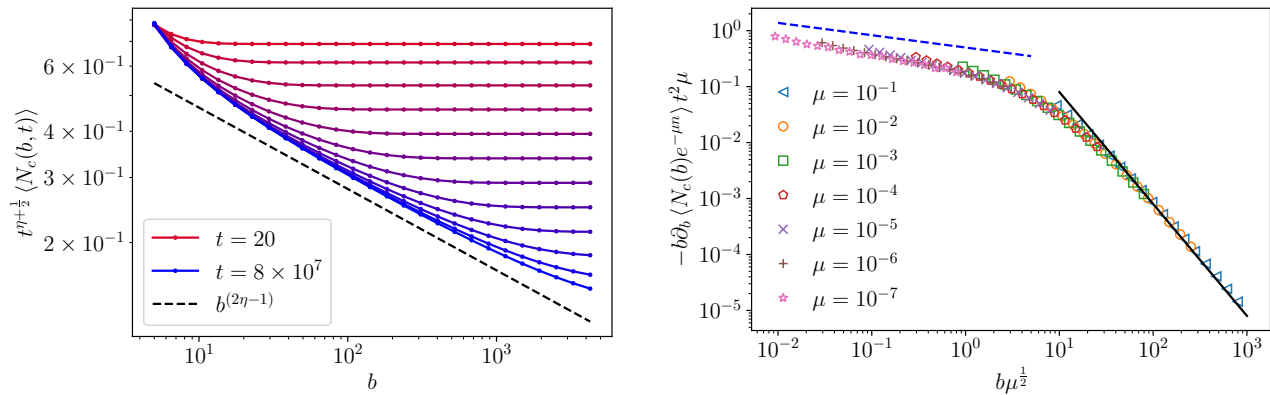 6 × 10⁻¹
4 × 10⁻¹
3 × 10⁻¹
2 × 10⁻¹
t^{η+1/2} ⟨N_c(b, t)⟩
t = 20
t = 8 × 10⁷
b^{(2η−1)}
10¹ 10² 10³
b
10⁰
10⁻¹
10⁻²
10⁻³
10⁻⁴
10⁻⁵
−b∂_b ⟨N_c(b)e^{−μn}⟩ t²μ
μ = 10⁻¹
μ = 10⁻²
μ = 10⁻³
μ = 10⁻⁴
μ = 10⁻⁵
μ = 10⁻⁶
μ = 10⁻⁷
10⁻² 10⁻¹ 10⁰ 10¹ 10² 10³
bμ^{1/2}